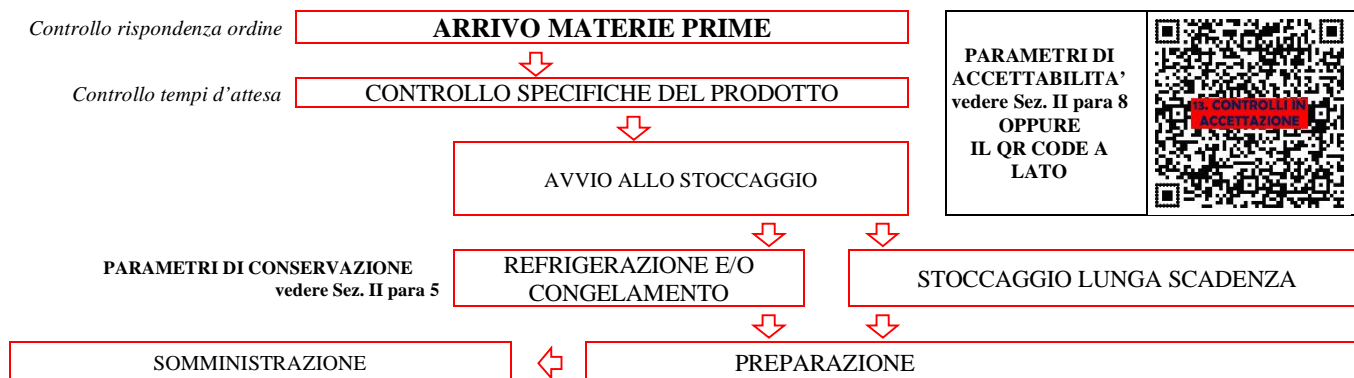 Controllo rispondenza ordine
ARRIVO MATERIE PRIME
Controllo tempi d'attesa
CONTROLLO SPECIFICHE DEL PRODOTTO
PARAMETRI DI
ACCETTABILITA'
vedere Sez. II para 8
OPPURE
IL QR CODE A
LATO
13. CONTROLLI IN
ACCETTAZIONE
AVVIO ALLO STOCCAGGIO
PARAMETRI DI CONSERVAZIONE
vedere Sez. II para 5
REFRIGERAZIONE E/O
CONGELAMENTO
STOCCAGGIO LUNGA SCADENZA
SOMMINISTRAZIONE
PREPARAZIONE